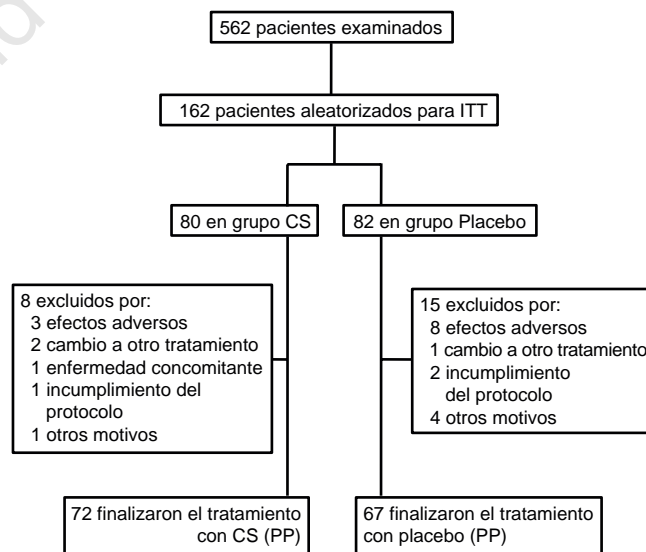 562 pacientes examinados
162 pacientes aleatorizados para ITT
80 en grupo CS
82 en grupo Placebo
8 excluidos por:
3 efectos adversos
2 cambio a otro tratamiento
1 enfermedad concomitante
1 incumplimiento del
protocolo
1 otros motivos
15 excluidos por:
8 efectos adversos
1 cambio a otro tratamiento
2 incumplimiento
del protocolo
4 otros motivos
72 finalizaron el tratamiento
con CS (PP)
67 finalizaron el tratamiento
con placebo (PP)